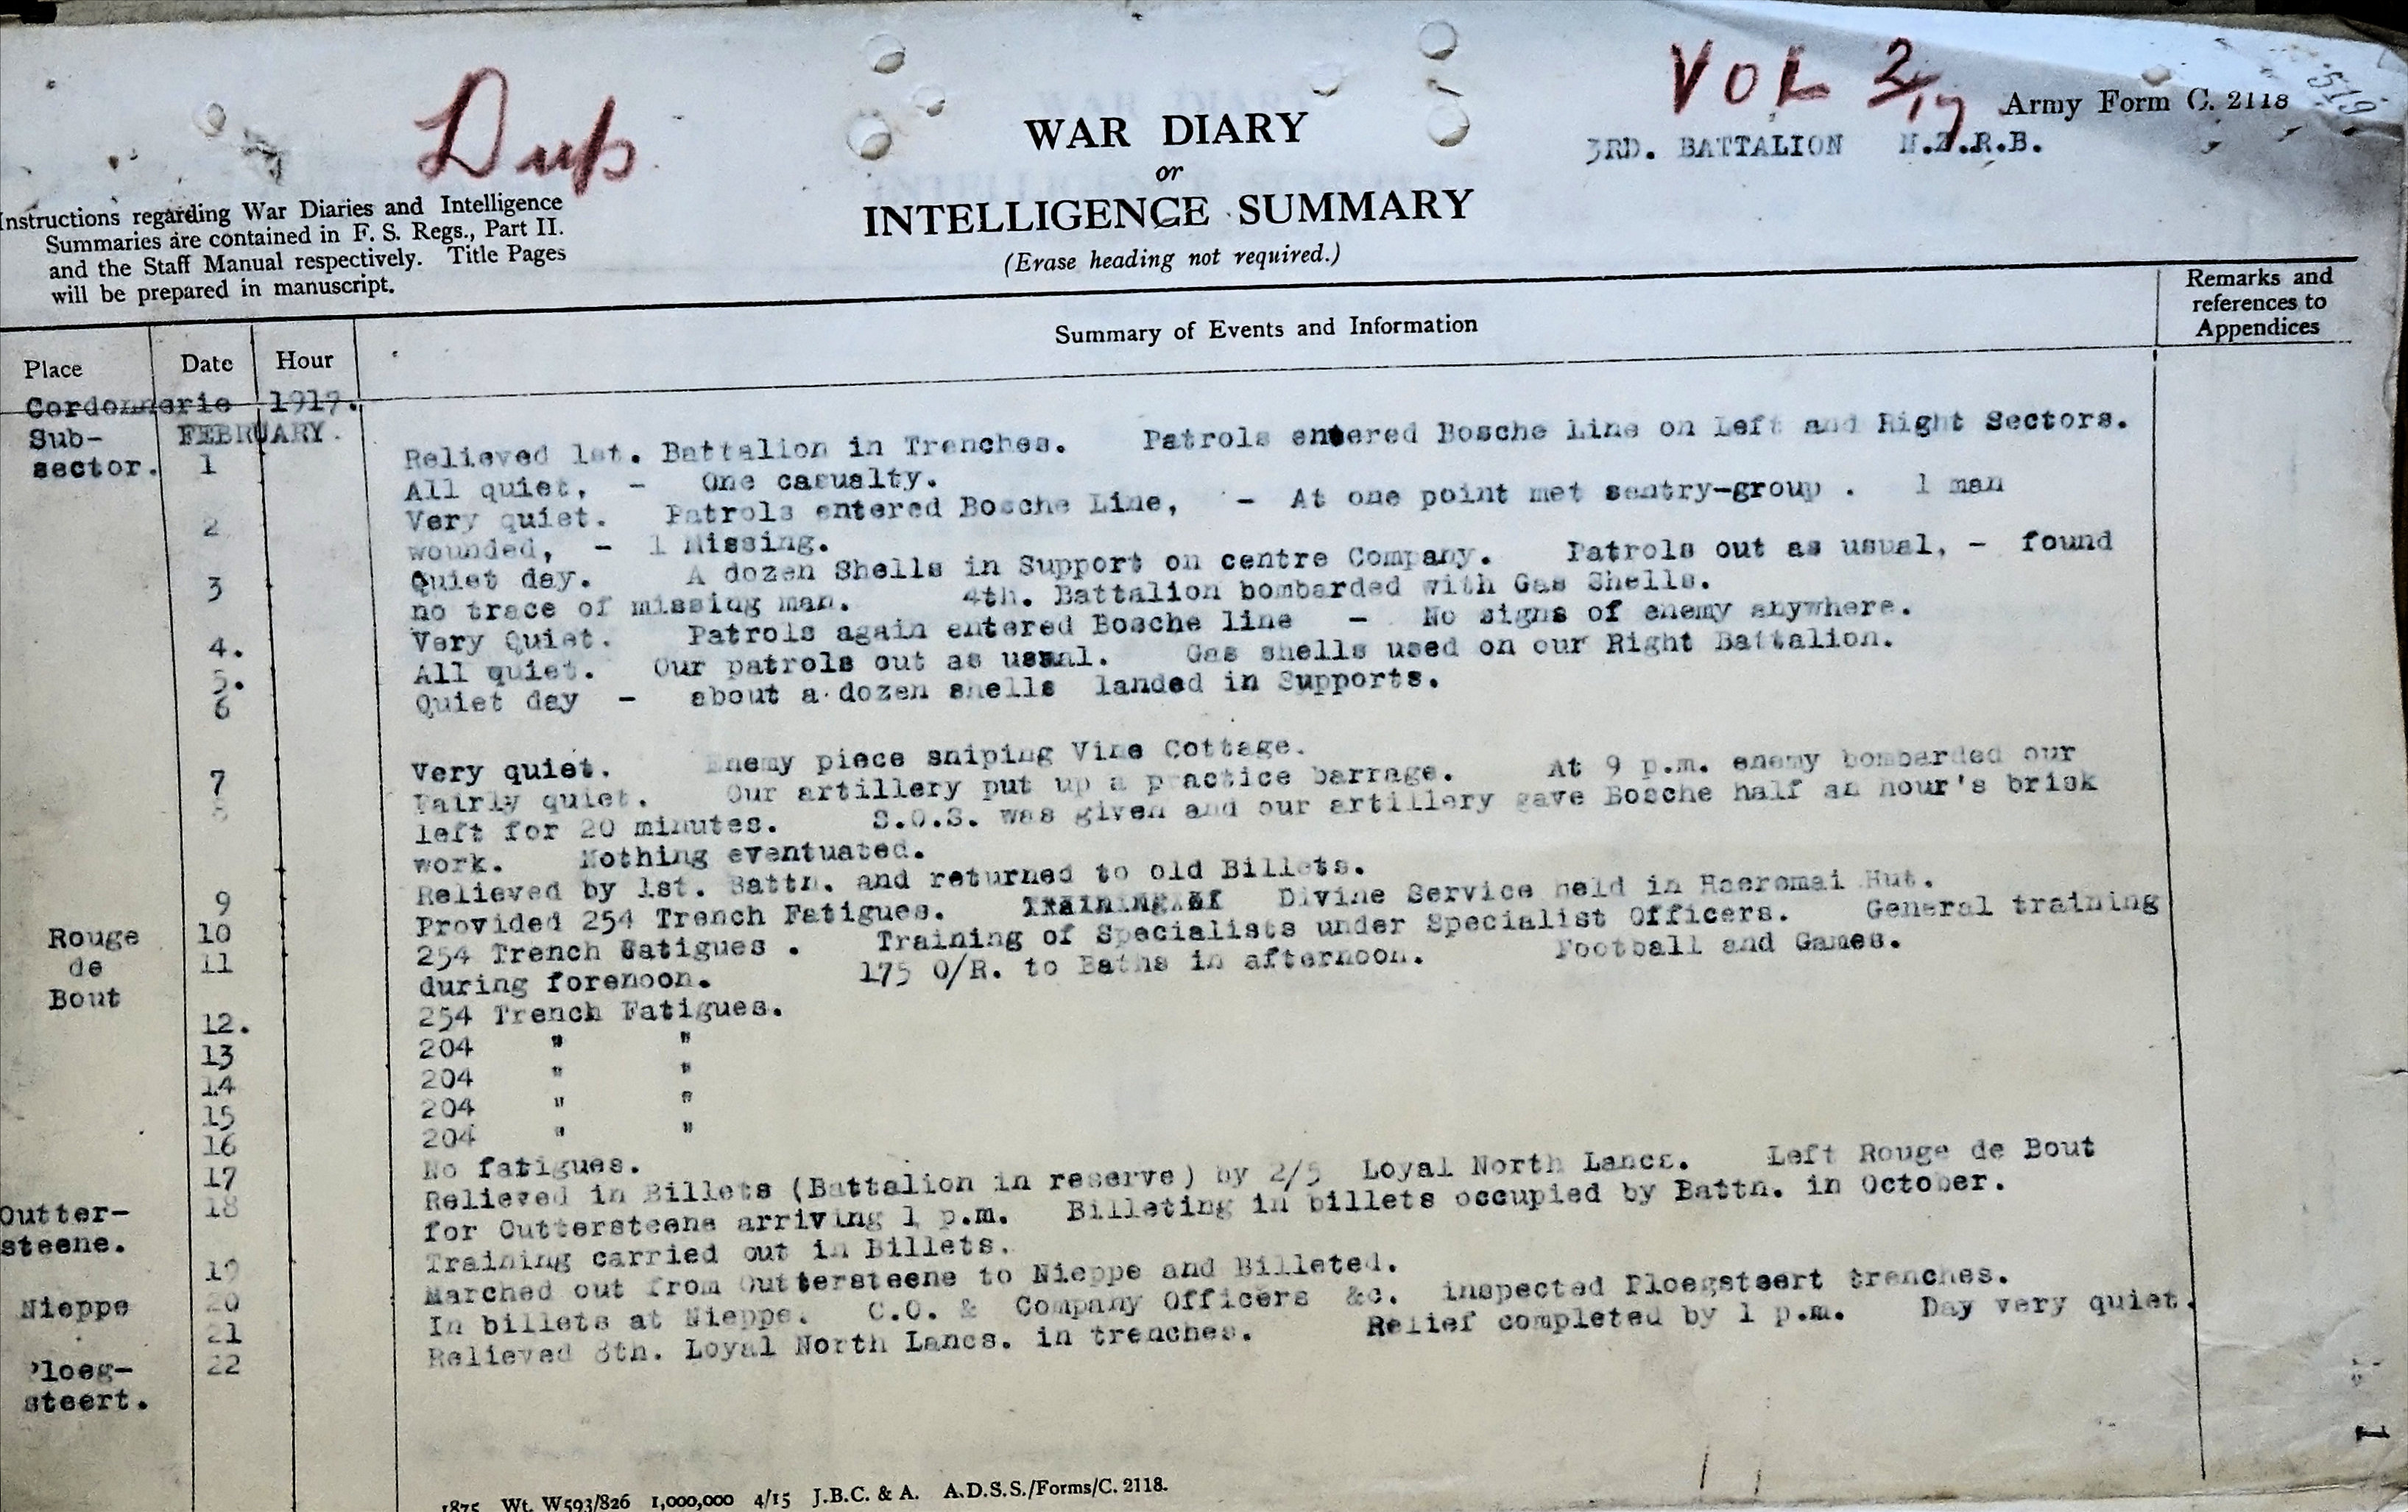 Dup
VOL 2/17
Army Form C. 2118
519
3RD. BATTALION N.Z.R.B.
WAR DIARY
or
INTELLIGENCE SUMMARY
(Erase heading not required.)
Instructions regarding War Diaries and Intelligence
Summaries are contained in F. S. Regs., Part II.
and the Staff Manual respectively. Title Pages
will be prepared in manuscript.
Place Date Hour Summary of Events and Information Remarks and
references to
Appendices
Cordonnerie 1917.
Sub- FEBRUARY.
sector. 1 Relieved 1st. Battalion in Trenches. Patrols entered Bosche Line on Left and Right Sectors.
All quiet, - One casualty.
2 Very quiet. Patrols entered Bosche Line, - At one point met sentry-group . 1 man
wounded, - 1 Missing.
3 Quiet day. A dozen Shells in Support on centre Company. Patrols out as usual, - found
no trace of missing man. 4th. Battalion bombarded with Gas Shells.
4. Very Quiet. Patrols again entered Bosche line - No signs of enemy anywhere.
5. All quiet. Our patrols out as usual. Gas shells used on our Right Battalion.
6 Quiet day - about a dozen shells landed in Supports.
7 Very quiet. Enemy piece sniping Vine Cottage.
8 Fairly quiet. Our artillery put up a practice barrage. At 9 p.m. enemy bombarded our
left for 20 minutes. S.O.S. was given and our artillery gave Bosche half an hour's brisk
work. Nothing eventuated.
9 Relieved by 1st. Battn. and returned to old Billets.
Rouge 10 Provided 254 Trench Fatigues. Divine Service held in Haeremai Hut.
de 11 254 Trench Fatigues . Training of Specialists under Specialist Officers. General training
Bout during forenoon. 175 O/R. to Baths in afternoon. Football and Games.
12. 254 Trench Fatigues.
13 204 " "
14 204 " "
15 204 " "
16 204 " "
17 No fatigues.
Outter- 18 Relieved in Billets (Battalion in reserve) by 2/5 Loyal North Lancs. Left Rouge de Bout
steene. for Outtersteene arriving 1 p.m. Billeting in billets occupied by Battn. in October.
19 Training carried out in Billets.
Nieppe 20 Marched out from Outtersteene to Nieppe and Billeted.
21 In billets at Nieppe. C.O. & Company Officers &c. inspected Ploegsteert trenches.
Ploeg- 22 Relieved 8th. Loyal North Lancs. in trenches. Relief completed by 1 p.m. Day very quiet.
steert.
1875 Wt. W593/826 1,000,000 4/15 J.B.C. & A. A.D.S.S./Forms/C. 2118.